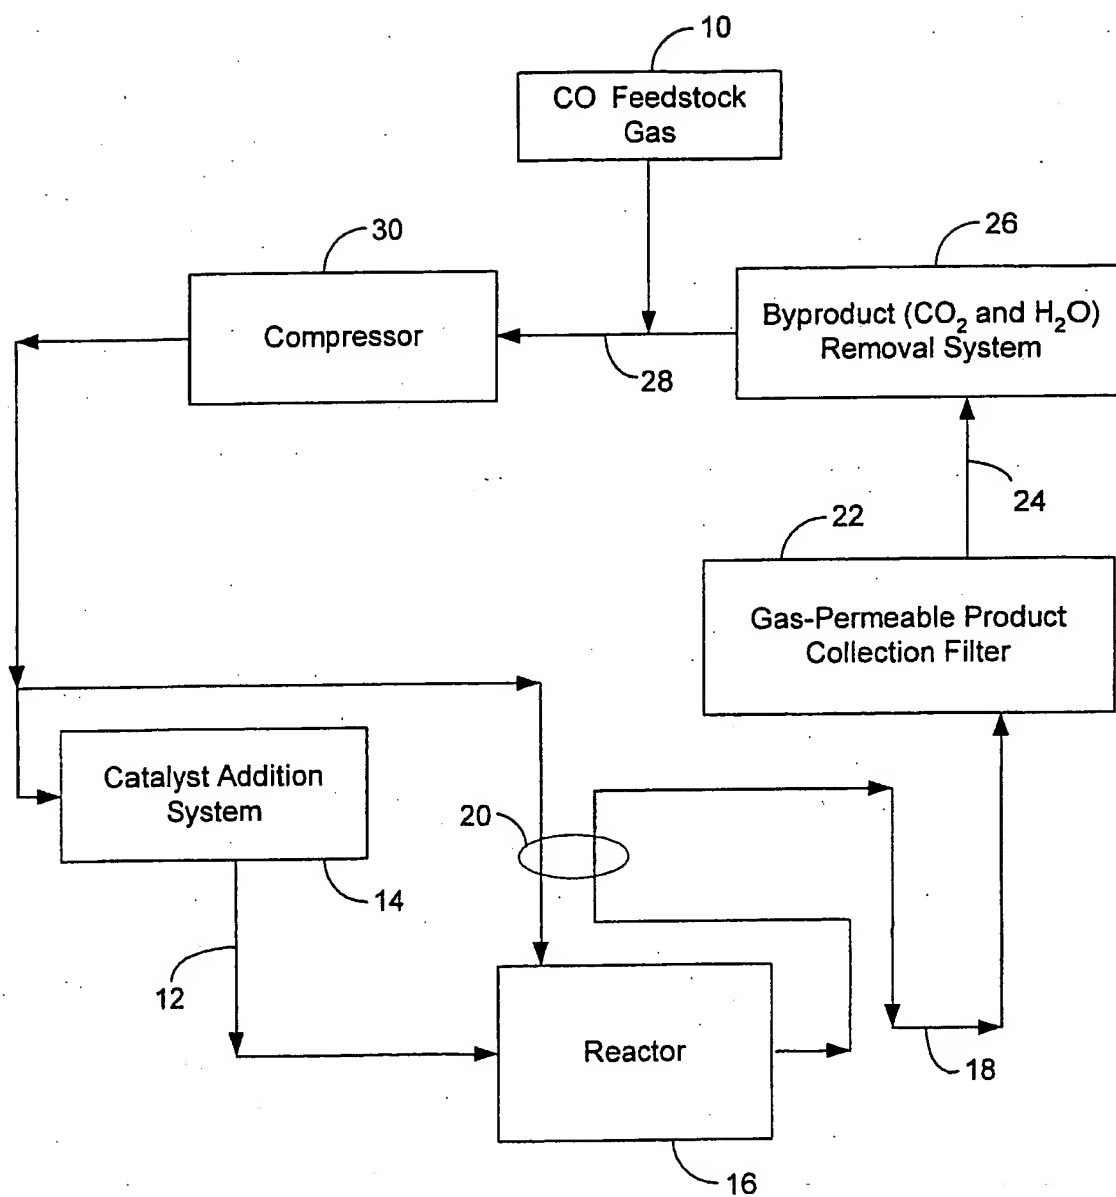 10
CO Feedstock
Gas
30
26
Compressor
Byproduct (CO₂ and H₂O)
Removal System
28
24
22
Gas-Permeable Product
Collection Filter
Catalyst Addition
System
20
14
12
Reactor
18
16